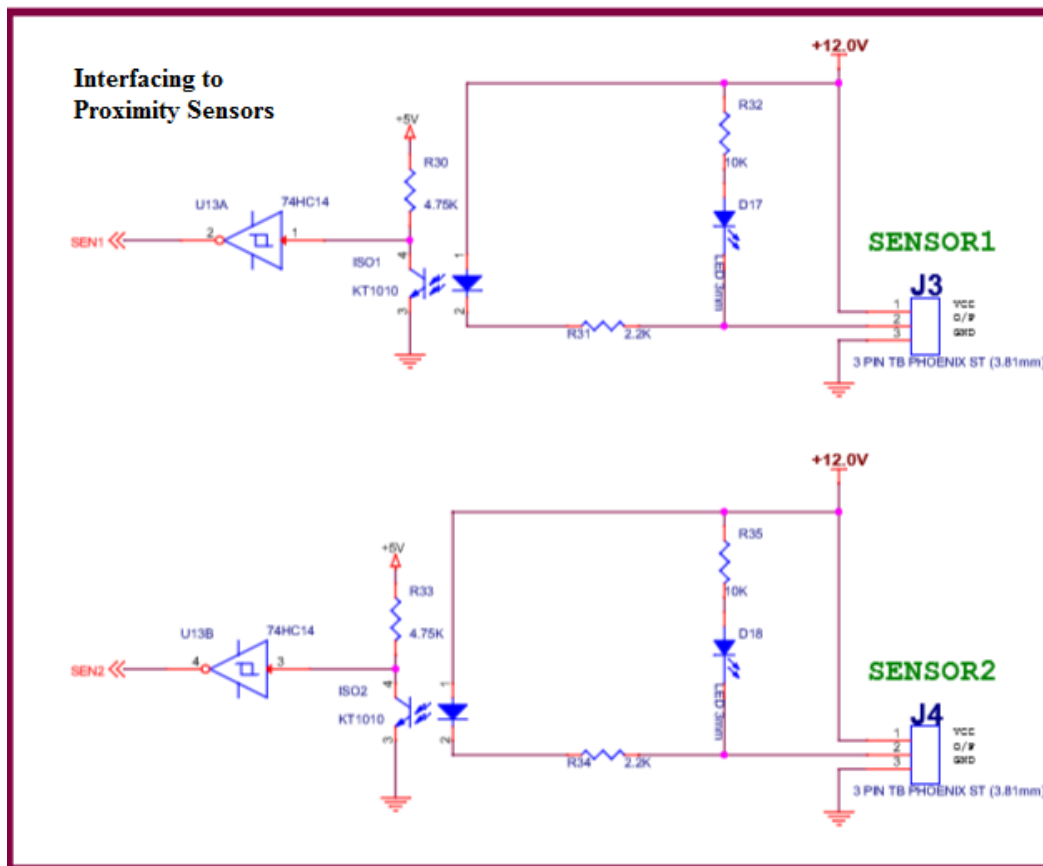 Interfacing to
Proximity Sensors
+12.0V
+5V
R30
4.75K
R32
10K
D17
LED 3mm
U13A
74HC14
SEN1
2
1
ISO1
KT1010
4
3
1
2
R31
2.2K
SENSOR1
J3
1
2
3
VCC
O/P
GND
3 PIN TB PHOENIX ST (3.81mm)
+12.0V
+5V
R33
4.75K
R35
10K
D18
LED 3mm
U13B
74HC14
SEN2
4
3
ISO2
KT1010
4
3
1
2
R34
2.2K
SENSOR2
J4
1
2
3
VCC
O/P
GND
3 PIN TB PHOENIX ST (3.81mm)